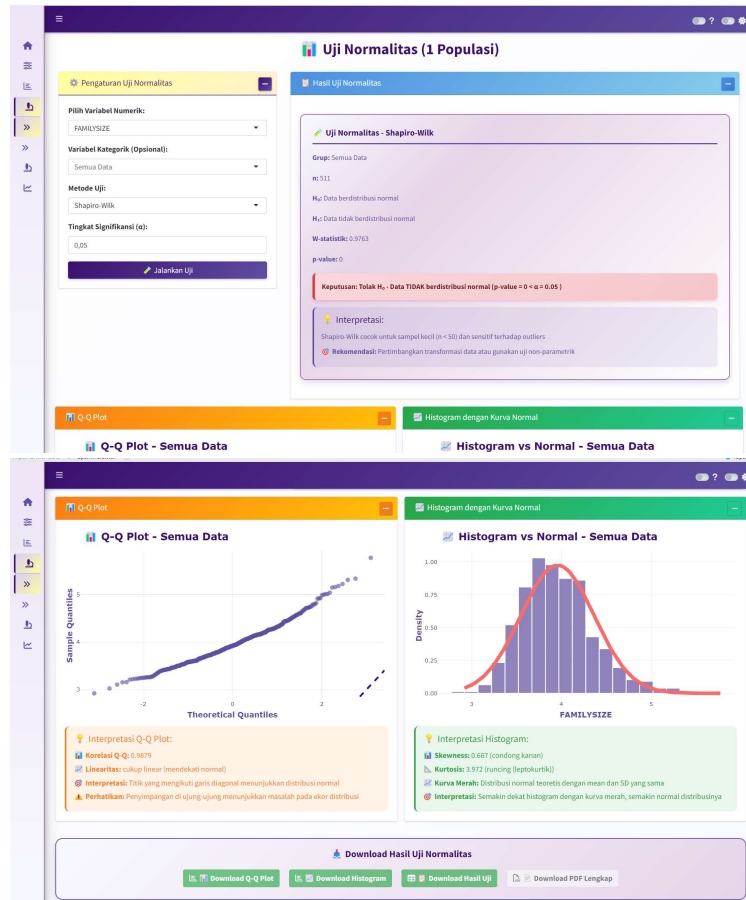 Uji Normalitas (1 Populasi)
Pengaturan Uji Normalitas
Pilih Variabel Numerik:
FAMILYSIZE
Variabel Kategorik (Opsional):
Semua Data
Metode Uji:
Shapiro-Wilk
Tingkat Signifikansi (α):
0,05
Jalankan Uji
Hasil Uji Normalitas
Uji Normalitas - Shapiro-Wilk
Grup: Semua Data
n: 511
H₀: Data berdistribusi normal
H₁: Data tidak berdistribusi normal
W-statistik: 0.9763
p-value: 0
Keputusan: Tolak H₀ - Data TIDAK berdistribusi normal (p-value = 0 < α = 0.05 )
Interpretasi:
Shapiro-Wilk cocok untuk sampel kecil (n < 50) dan sensitif terhadap outliers
Rekomendasi: Pertimbangkan transformasi data atau gunakan uji non-parametrik
Q-Q Plot
Q-Q Plot - Semua Data
Histogram dengan Kurva Normal
Histogram vs Normal - Semua Data
?
Q-Q Plot
Q-Q Plot - Semua Data
Sample Quantiles
5
4
3
-2
0
2
Theoretical Quantiles
Interpretasi Q-Q Plot:
Korelasi Q-Q: 0.9879
Linearitas: cukup linear (mendekati normal)
Interpretasi: Titik yang mengikuti garis diagonal menunjukkan distribusi normal
Perhatikan: Penyimpangan di ujung-ujung menunjukkan masalah pada ekor distribusi
Histogram dengan Kurva Normal
Histogram vs Normal - Semua Data
Density
1.00
0.75
0.50
0.25
0.00
3
4
5
FAMILYSIZE
Interpretasi Histogram:
Skewness: 0.667 (condong kanan)
Kurtosis: 3.972 (runcing (leptokurtik))
Kurva Merah: Distribusi normal teoretis dengan mean dan SD yang sama
Interpretasi: Semakin dekat histogram dengan kurva merah, semakin normal distribusinya
Download Hasil Uji Normalitas
Download Q-Q Plot
Download Histogram
Download Hasil Uji
Download PDF Lengkap